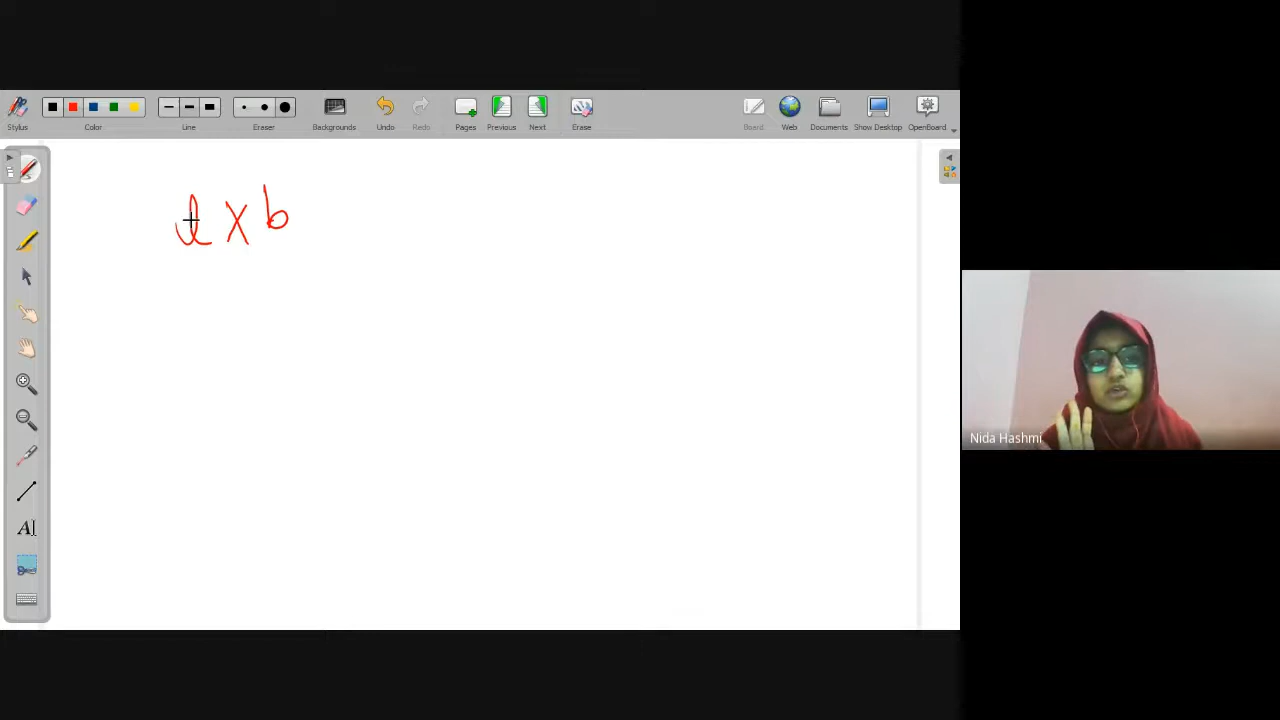 Stylus Color Line Eraser Backgrounds Undo Redo Pages Previous Next Erase Board Web Documents Show Desktop OpenBoard
l X b
A
Nida Hashmi